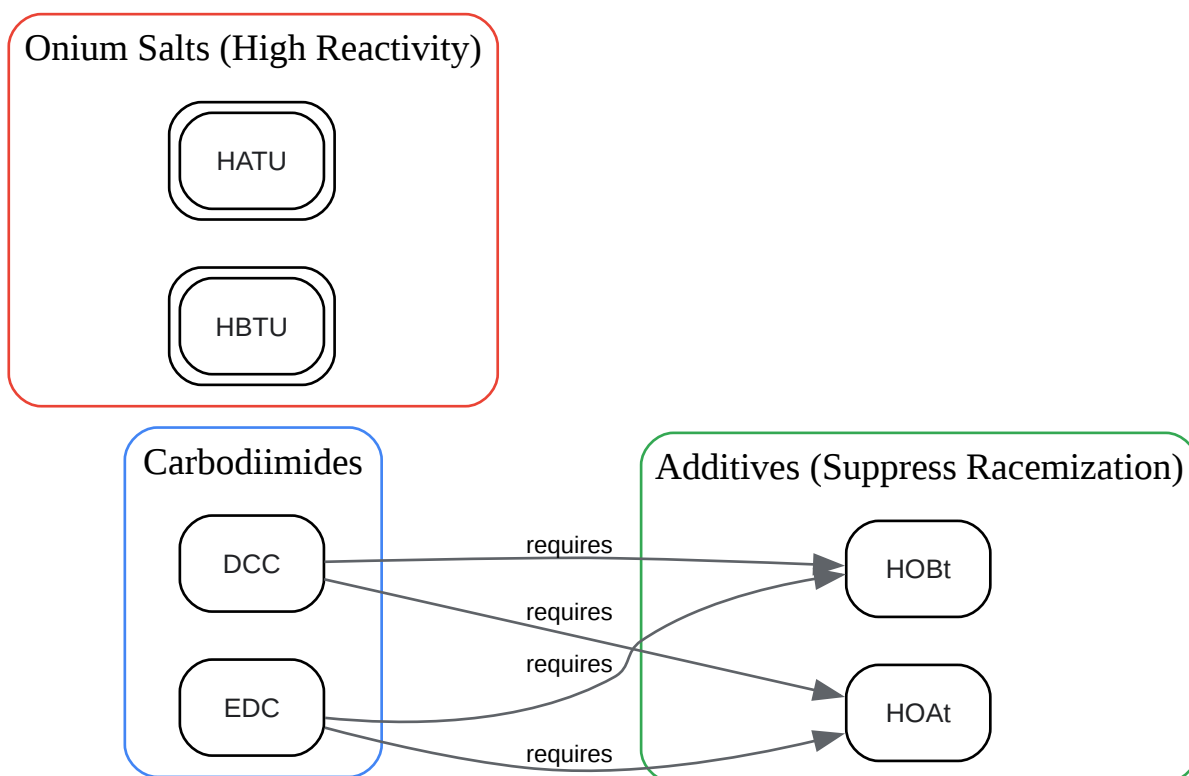 Onium Salts (High Reactivity)
HATU
HBTU
Carbodiimides
Additives (Suppress Racemization)
DCC
requires
HOBt
requires
requires
EDC
HOAt
requires